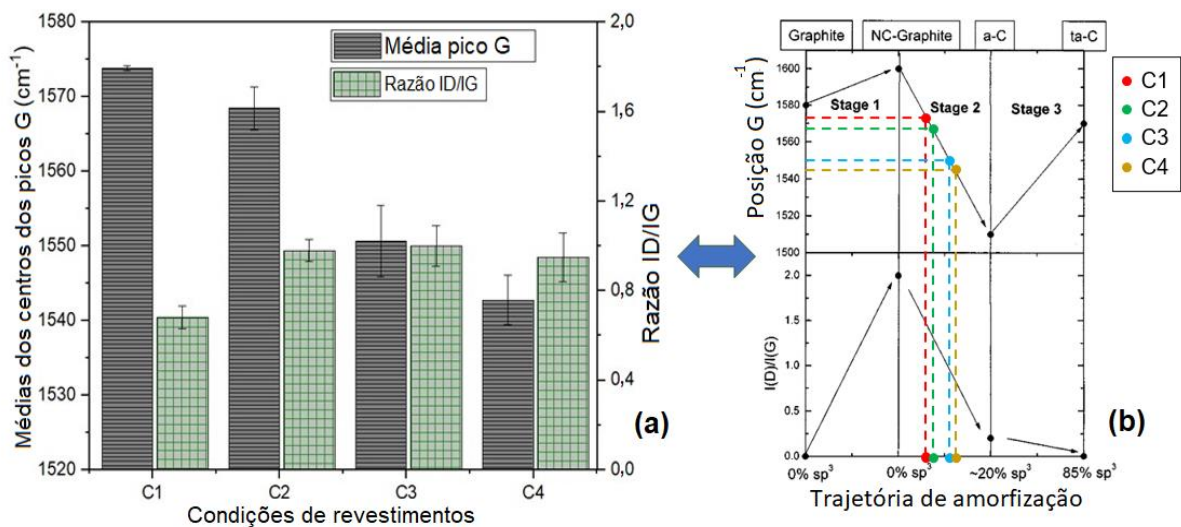 1580
1570
1560
1550
1540
1530
1520
Médias dos centros dos picos G (cm⁻¹)
Média pico G
Razão ID/IG
2,0
1,6
1,2
0,8
0,4
0,0
Razão ID/IG
C1 C2 C3 C4
Condições de revestimentos
(a)
Graphite NC-Graphite a-C ta-C
1600
1580
1560
1540
1520
1500
Posição G (cm⁻¹)
Stage 1 Stage 2 Stage 3
C1
C2
C3
C4
2.0
1.5
1.0
0.5
0.0
I(D)/I(G)
(b)
0% sp³ 0% sp³ ~20% sp³ 85% sp³
Trajetória de amorfização